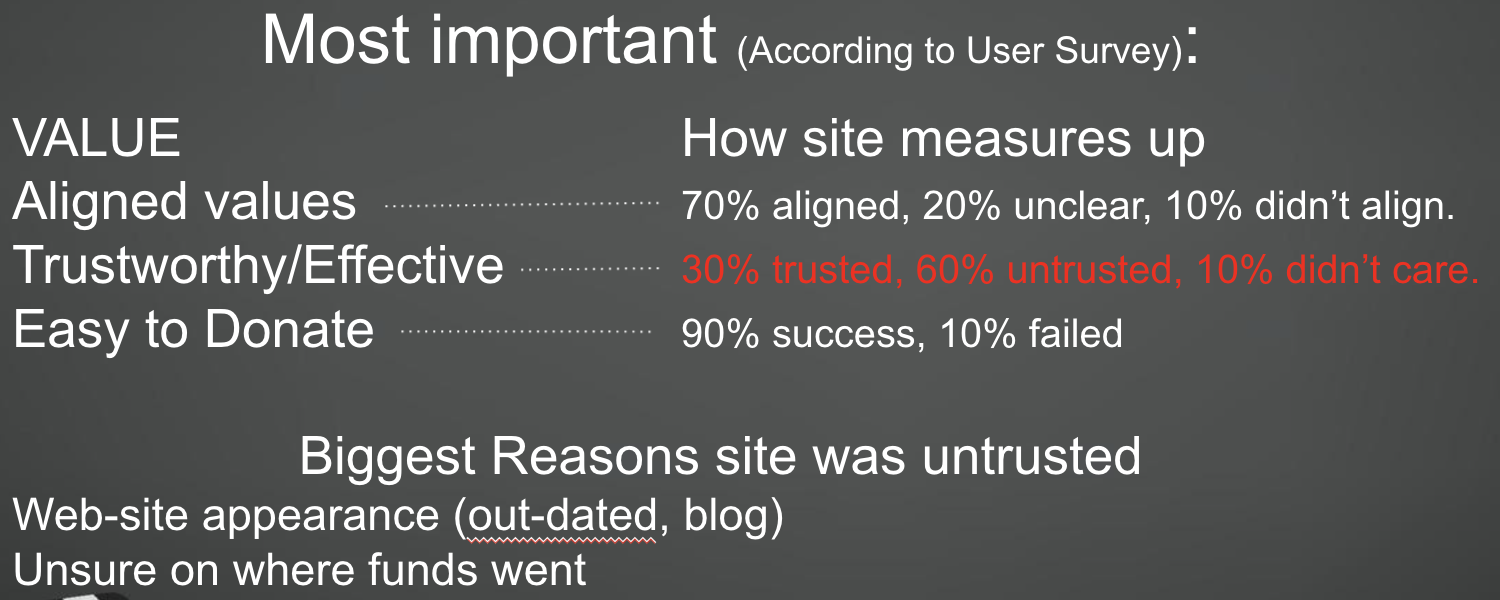 Most important (According to User Survey):
VALUE How site measures up
Aligned values 70% aligned, 20% unclear, 10% didn’t align.
Trustworthy/Effective 30% trusted, 60% untrusted, 10% didn’t care.
Easy to Donate 90% success, 10% failed
Biggest Reasons site was untrusted
Web-site appearance (out-dated, blog)
Unsure on where funds went